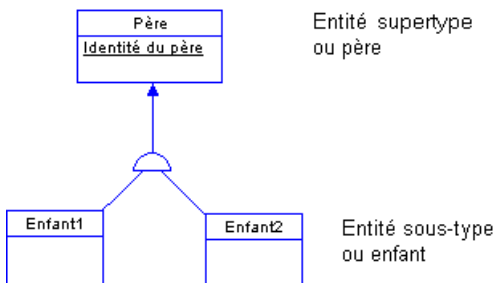 Père
Identité du père
Entité supertype
ou père
Enfant1
Enfant2
Entité sous-type
ou enfant